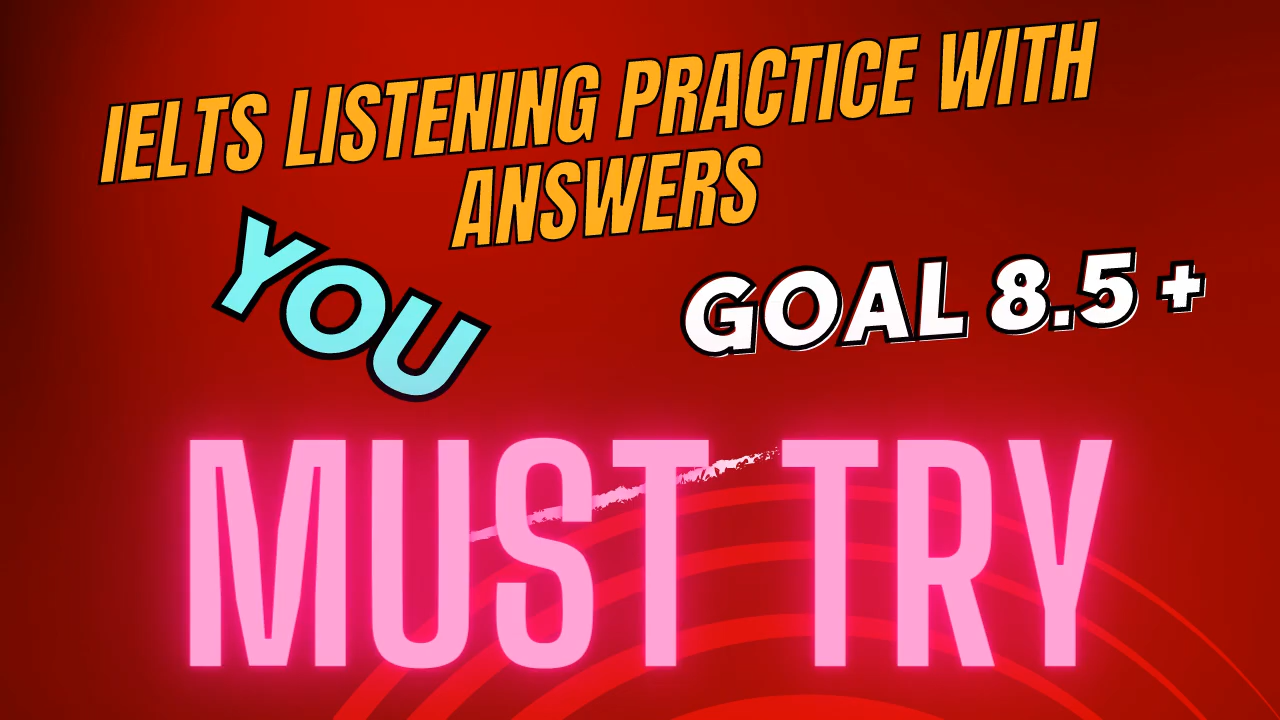 IELTS LISTENING PRACTICE WITH
ANSWERS
YOU
GOAL 8.5 +
MUST TRY